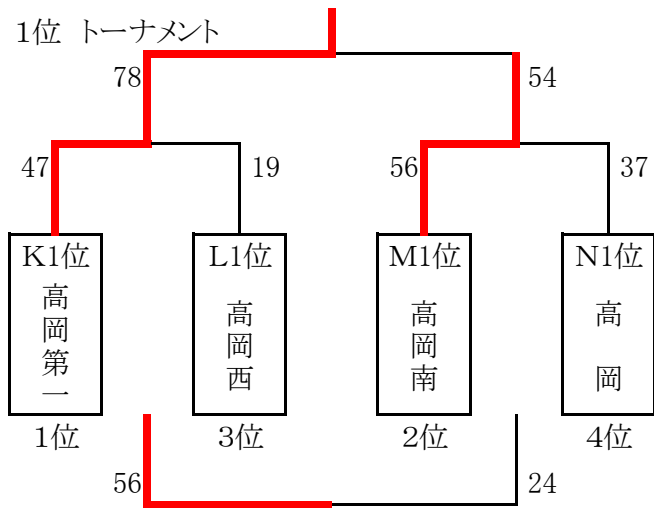 1位 トーナメント
78
54
47
19
56
37
K1位
高岡第一
L1位
高岡西
M1位
高岡南
N1位
高岡
1位
3位
2位
4位
56
24